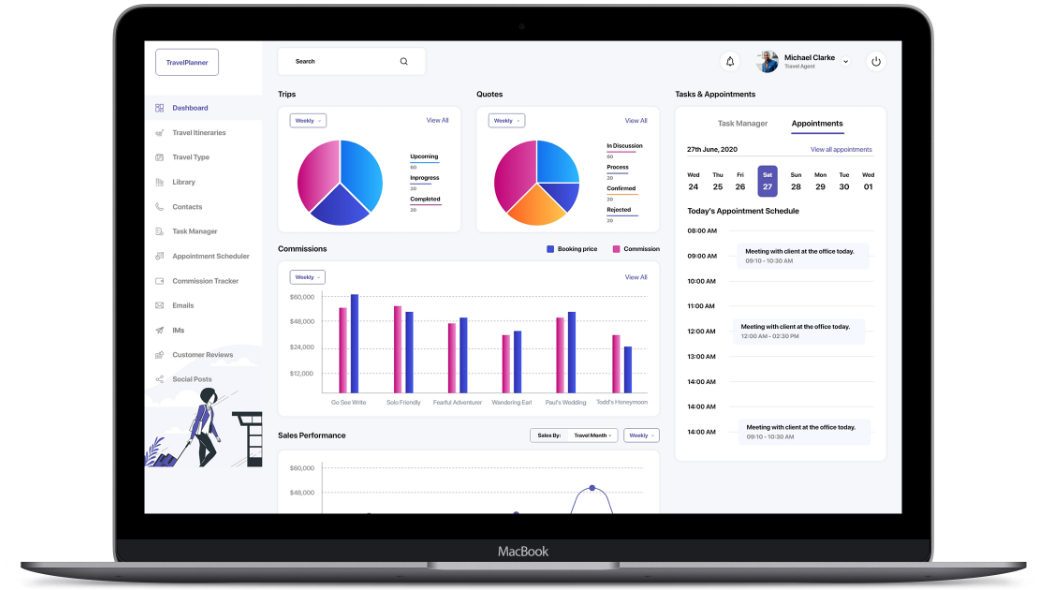 TravelPlanner
Search
Michael Clarke
Travel Agent
Dashboard
Travel Itineraries
Travel Type
Library
Contacts
Task Manager
Appointment Scheduler
Commission Tracker
Emails
IMs
Customer Reviews
Social Posts
Trips
Weekly
View All
Upcoming
60
Inprogress
20
Completed
20
Quotes
Weekly
View All
In Discussion
60
Process
20
Confirmed
20
Rejected
20
Commissions
Booking price
Commission
Weekly
View All
$60,000
$48,000
$24,000
$12,000
Go See Write Solo Friendly Fearful Adventurer Wandering Earl Paul's Wedding Todd's Honeymoon
Sales Performance
Sales By: Travel Month
Weekly
$60,000
$48,000
Tasks & Appointments
Task Manager Appointments
27th June, 2020 View all appointments
Wed Thu Fri Sat Sun Mon Tue Wed
24 25 26 27 28 29 30 01
Today's Appointment Schedule
08:00 AM
09:00 AM
Meeting with client at the office today.
09:10 - 10:30 AM
10:00 AM
11:00 AM
12:00 AM
Meeting with client at the office today.
12:00 AM - 02:30 PM
13:00 AM
14:00 AM
14:00 AM
14:00 AM
Meeting with client at the office today.
09:10 - 10:30 AM
MacBook